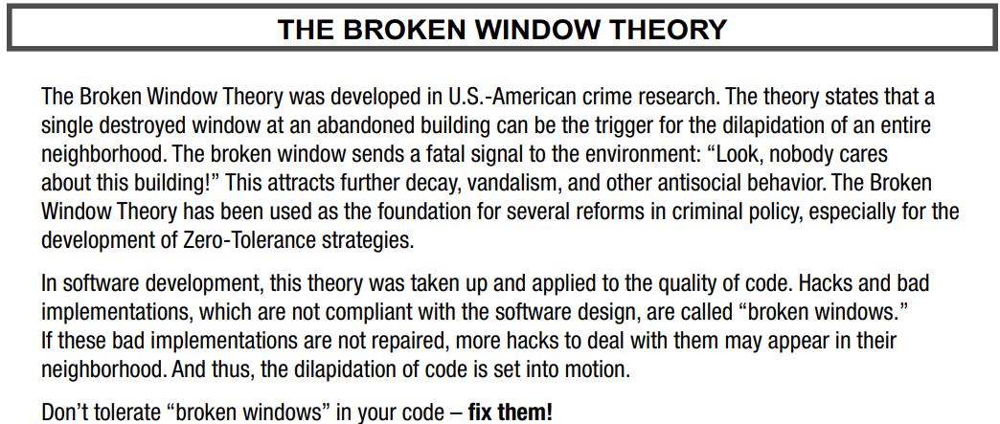 THE BROKEN WINDOW THEORY
The Broken Window Theory was developed in U.S.-American crime research. The theory states that a
single destroyed window at an abandoned building can be the trigger for the dilapidation of an entire
neighborhood. The broken window sends a fatal signal to the environment: “Look, nobody cares
about this building!” This attracts further decay, vandalism, and other antisocial behavior. The Broken
Window Theory has been used as the foundation for several reforms in criminal policy, especially for the
development of Zero-Tolerance strategies.
In software development, this theory was taken up and applied to the quality of code. Hacks and bad
implementations, which are not compliant with the software design, are called “broken windows.”
If these bad implementations are not repaired, more hacks to deal with them may appear in their
neighborhood. And thus, the dilapidation of code is set into motion.
Don’t tolerate “broken windows” in your code – fix them!